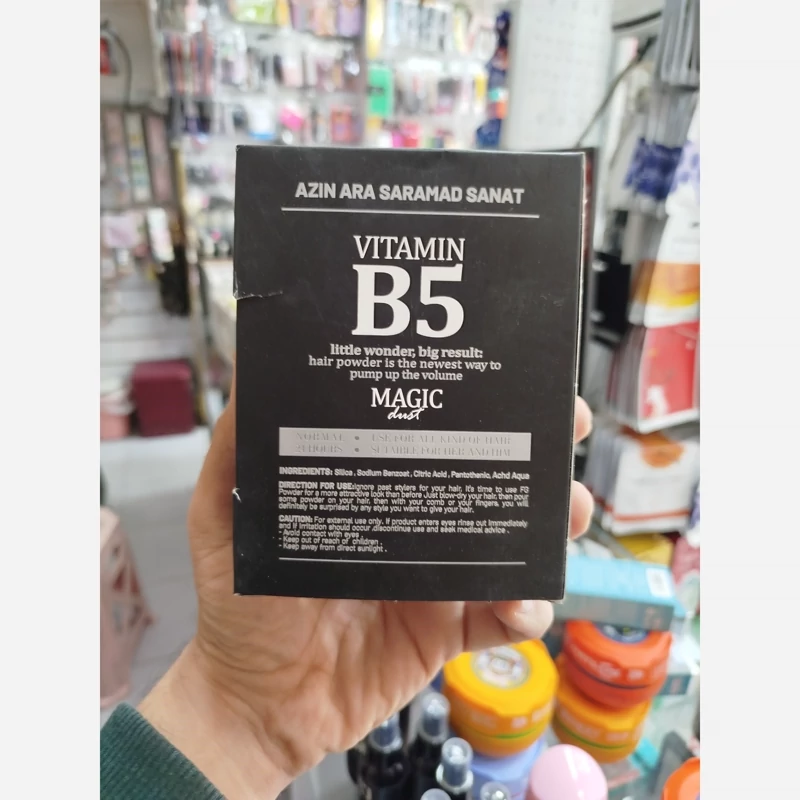 AZIN ARA SARAMAD SANAT
VITAMIN
B5
little wonder, big result:
hair powder is the newest way to
pump up the volume
MAGIC
dust
NORMAL • USE FOR ALL KIND OF HAIR
24 HOURS • SUITABLE FOR HER AND HIM
INGREDIENTS: Silica , Sodium Benzoat , Citric Acid , Pantothenic, Achd Aqua
DIRECTION FOR USE:ignore past stylers for your hair. It's time to use FG
Powder for a more attractive look than before Just blow-dry your hair, then pour
some powder on your hair, then with your comb or your fingers, you will
definitely be surprised by any style you want to give your hair.
CAUTION: For external use only. If product enters eyes rinse out immediately
and if irritation should occur ,discontinue use and seek medical advice .
- Avoid contact with eyes .
- Keep out of reach of children .
- Keep away from direct sunlight .